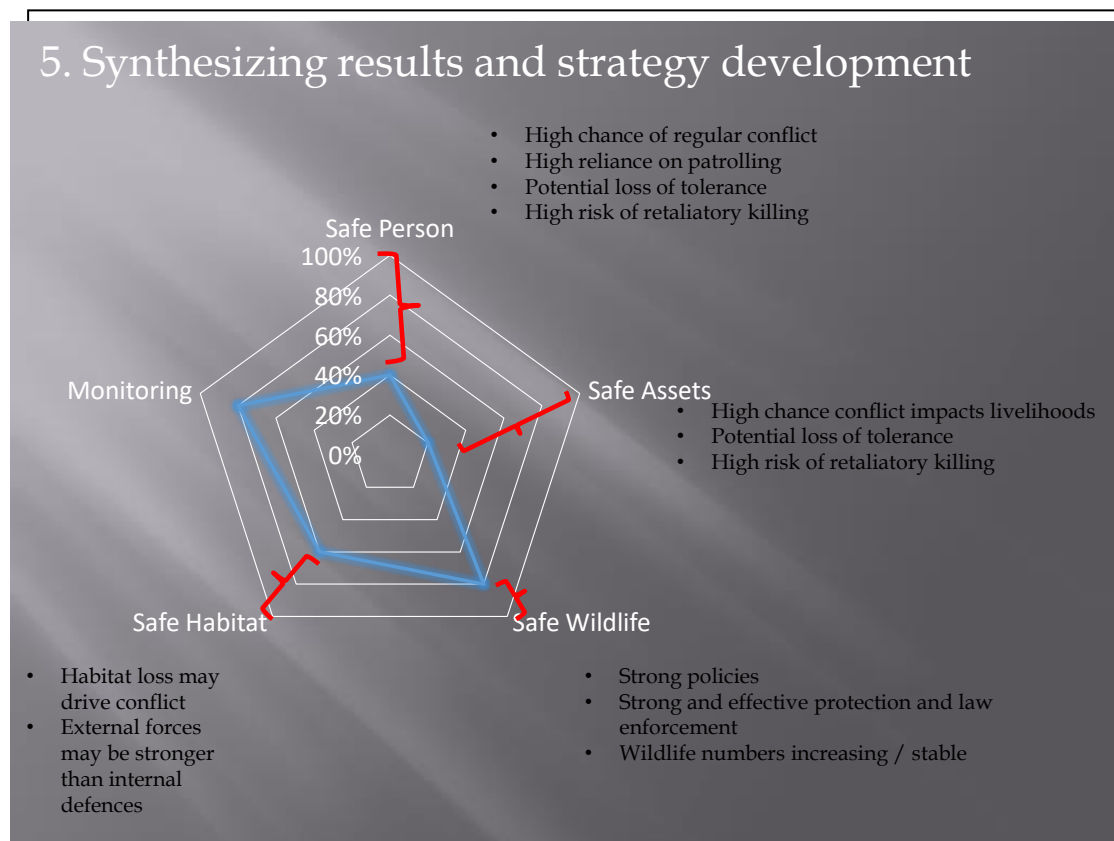 5. Synthesizing results and strategy development
• High chance of regular conflict
• High reliance on patrolling
• Potential loss of tolerance
• High risk of retaliatory killing
Safe Person
100%
80%
60%
40%
20%
0%
Monitoring
Safe Assets
• High chance conflict impacts livelihoods
• Potential loss of tolerance
• High risk of retaliatory killing
Safe Habitat
Safe Wildlife
• Habitat loss may
drive conflict
• External forces
may be stronger
than internal
defences
• Strong policies
• Strong and effective protection and law
enforcement
• Wildlife numbers increasing / stable